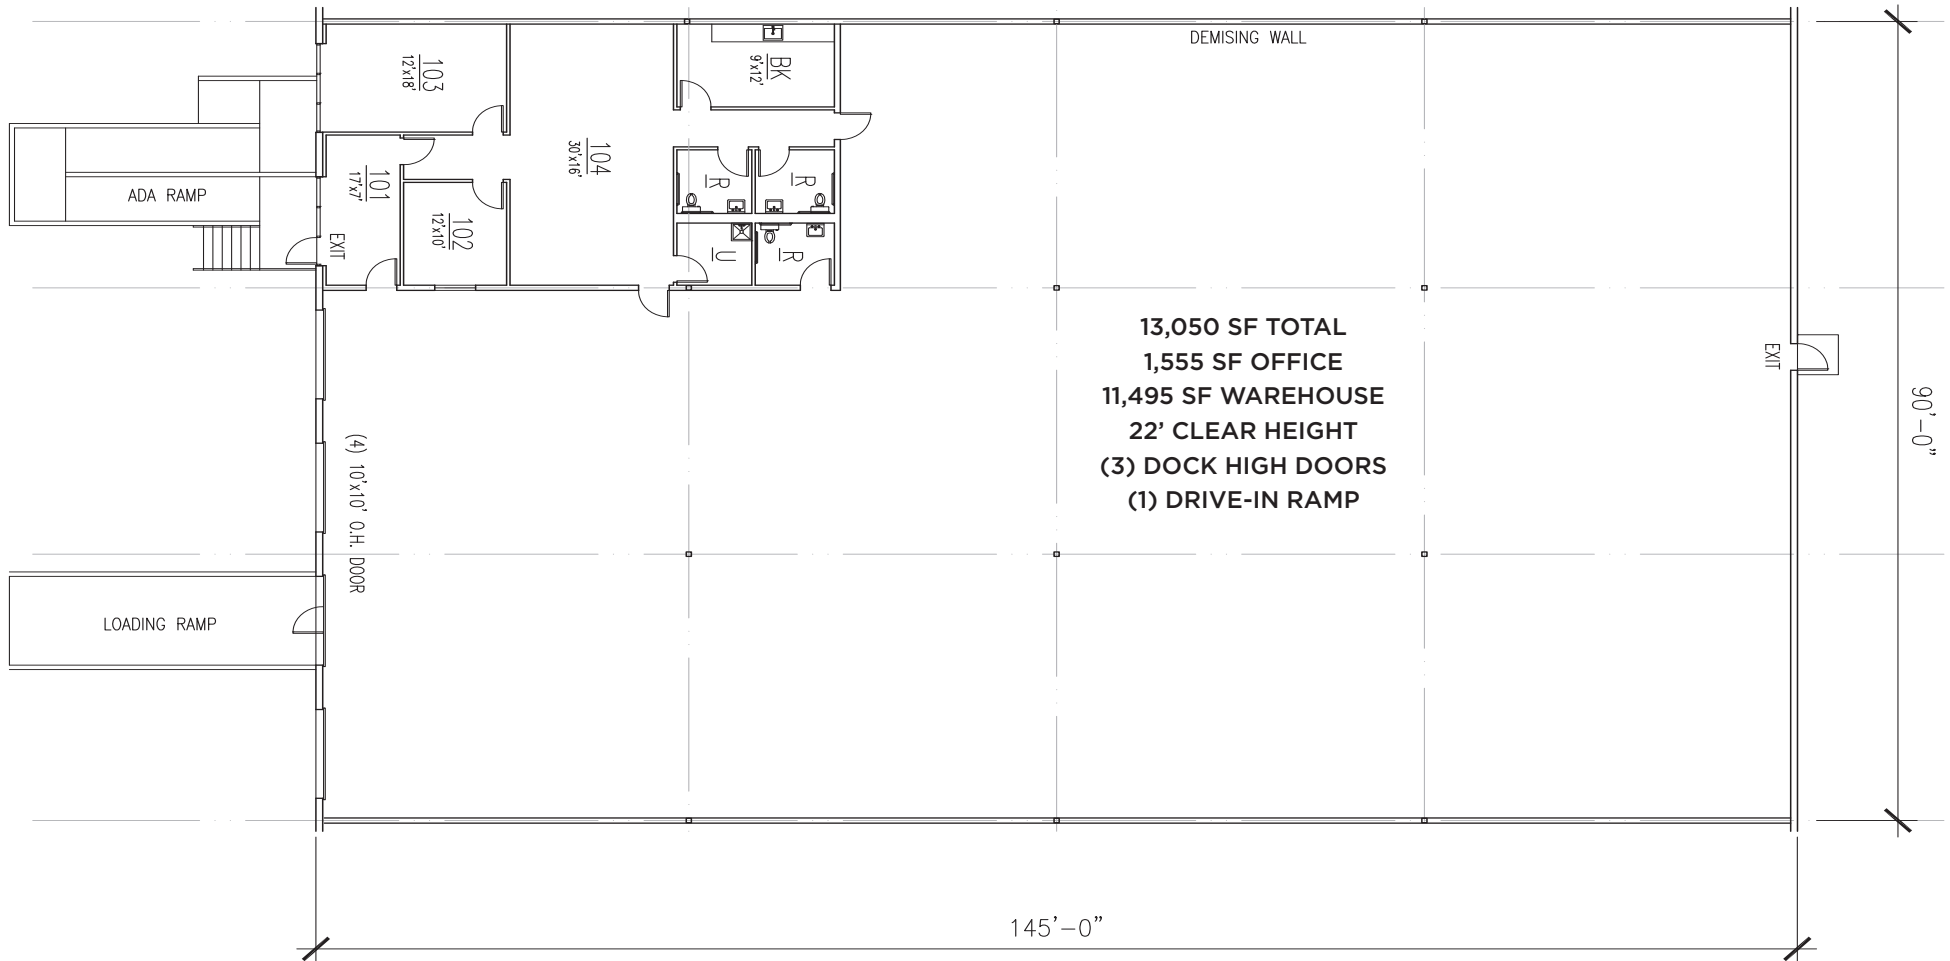 DEMISING WALL
103
12'x18'
BK
9'x12'
104
30'x16'
101
17'x7'
ADA RAMP
102
12'x10'
R
R
U
R
EXIT
13,050 SF TOTAL
1,555 SF OFFICE
11,495 SF WAREHOUSE
22' CLEAR HEIGHT
(3) DOCK HIGH DOORS
(1) DRIVE-IN RAMP
EXIT
90'-0"
(4) 10'x10' O.H. DOOR
LOADING RAMP
145'-0"